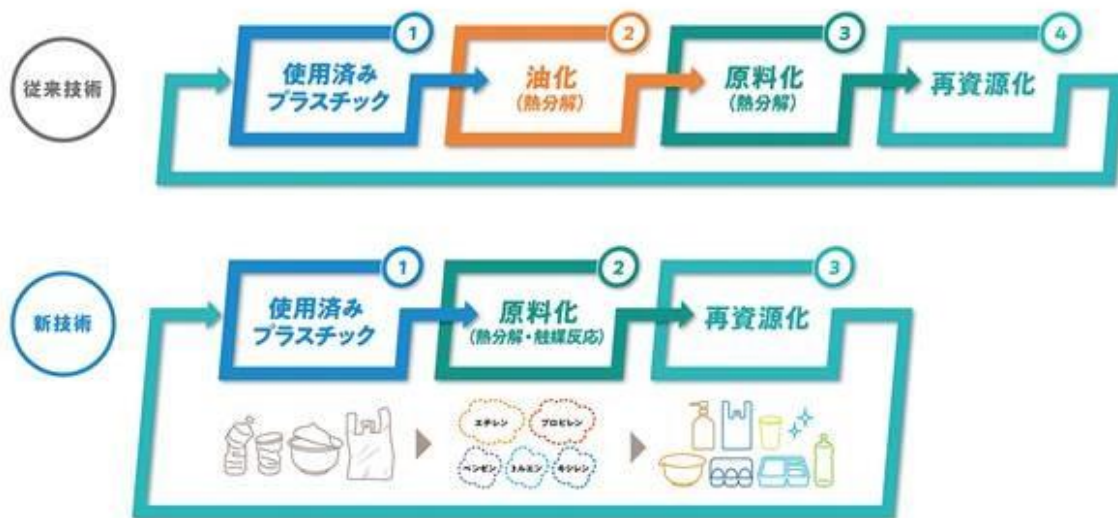 従来技術
1
使用済み
プラスチック
2
油化
(熱分解)
3
原料化
(熱分解)
4
再資源化
新技術
1
使用済み
プラスチック
2
原料化
(熱分解・触媒反応)
3
再資源化
エチレン
プロピレン
ベンゼン
トルエン
キシレン